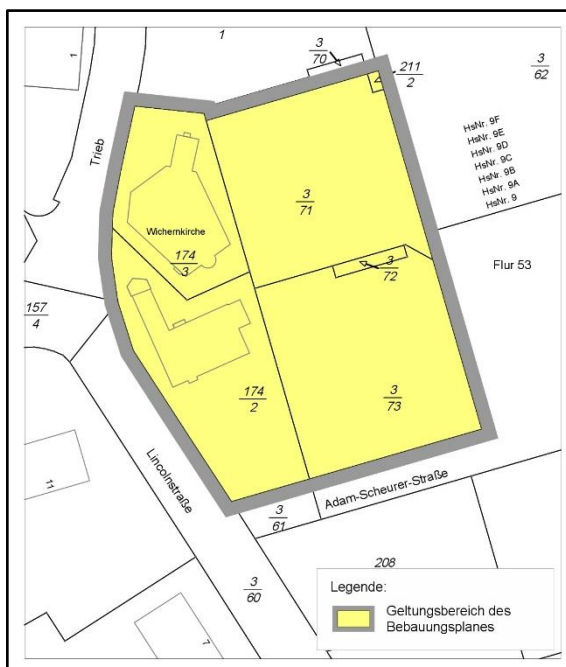 1
1
3
70
211
2
3
62
Trieb
HsNr. 9F
HsNr. 9E
HsNr. 9D
HsNr. 9C
HsNr. 9B
HsNr. 9A
HsNr. 9
3
71
Wichernkirche
174
3
3
72
Flur 53
157
4
174
2
3
73
11
Lincolnstraße
Adam-Scheurer-Straße
3
61
208
3
60
7
Legende:
Geltungsbereich des
Bebauungsplanes